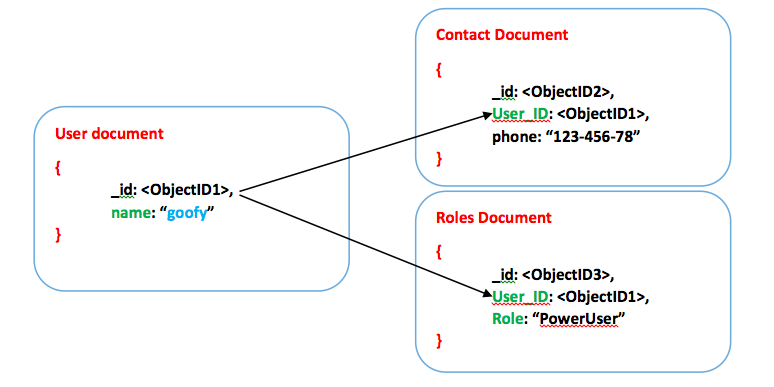 User document
{
_id: <ObjectID1>,
name: “goofy”
}
Contact Document
{
_id: <ObjectID2>,
User_ID: <ObjectID1>,
phone: “123-456-78”
}
Roles Document
{
_id: <ObjectID3>,
User_ID: <ObjectID1>,
Role: “PowerUser”
}